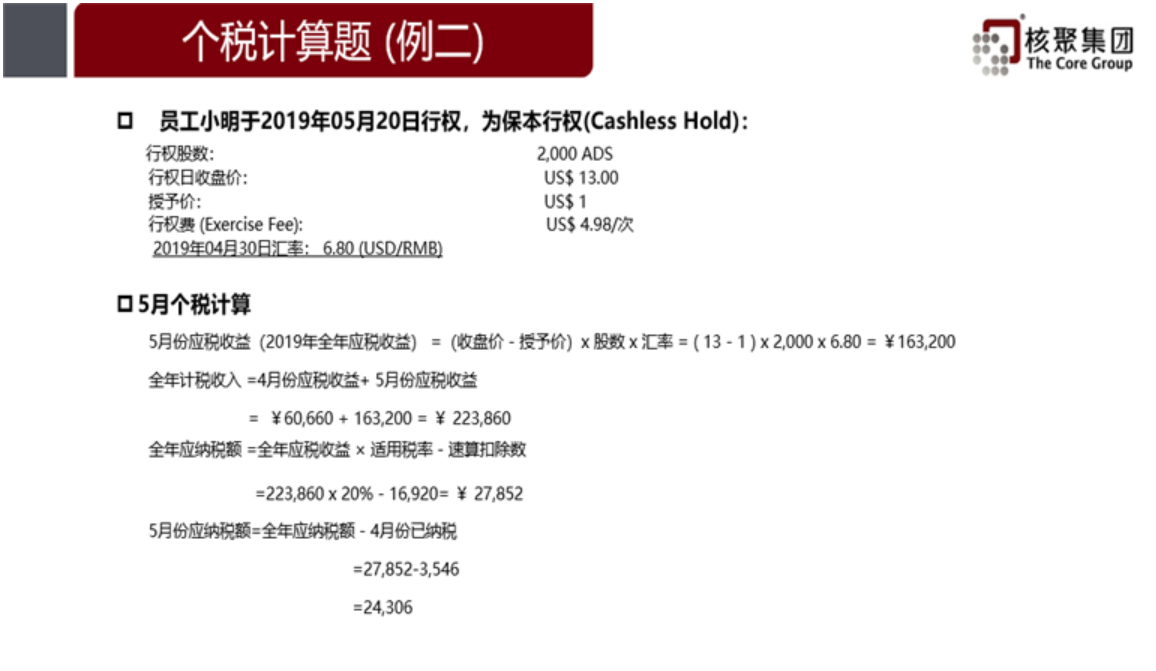 个税计算题 (例二)
核聚集团
The Core Group
员工小明于2019年05月20日行权，为保本行权(Cashless Hold)：
行权股数： 2,000 ADS
行权日收盘价： US$ 13.00
授予价： US$ 1
行权费 (Exercise Fee): US$ 4.98/次
2019年04月30日汇率： 6.80 (USD/RMB)
5月个税计算
5月份应税收益（2019年全年应税收益） =（收盘价 - 授予价）x 股数 x 汇率 = ( 13 - 1 ) x 2,000 x 6.80 = ￥163,200
全年计税收入 =4月份应税收益+ 5月份应税收益
= ￥60,660 + 163,200 = ￥ 223,860
全年应纳税额 =全年应税收益 × 适用税率 - 速算扣除数
=223,860 x 20% - 16,920= ￥ 27,852
5月份应纳税额=全年应纳税额 - 4月份已纳税
=27,852-3,546
=24,306